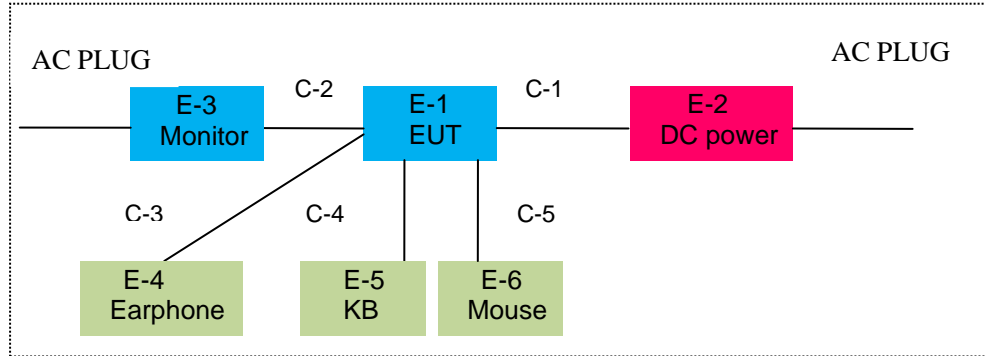 AC PLUG
AC PLUG
C-2
C-1
E-3
Monitor
E-1
EUT
E-2
DC power
C-3
C-4
C-5
E-4
Earphone
E-5
KB
E-6
Mouse